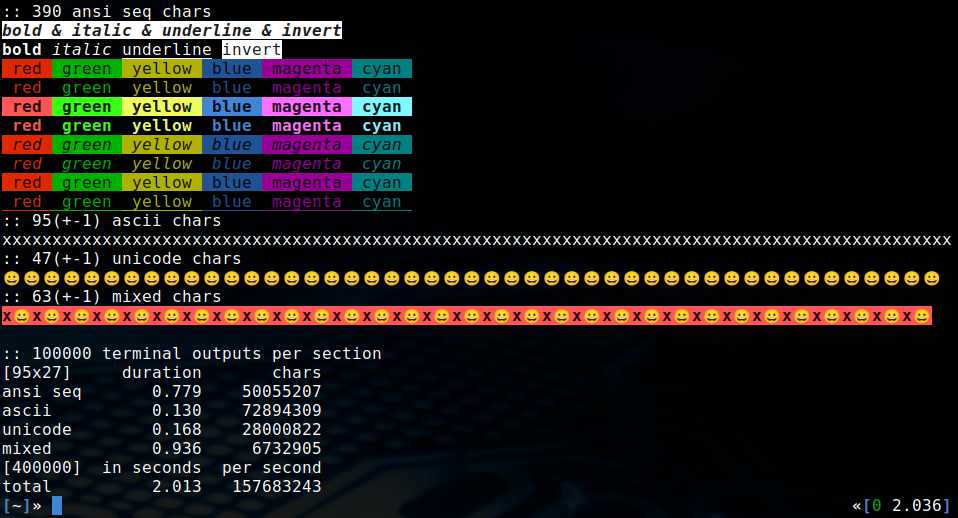 :: 390 ansi seq chars
bold & italic & underline & invert
bold italic underline invert
red green yellow blue magenta cyan
red green yellow blue magenta cyan
red green yellow blue magenta cyan
red green yellow blue magenta cyan
red green yellow blue magenta cyan
red green yellow blue magenta cyan
red green yellow blue magenta cyan
red green yellow blue magenta cyan
:: 95(+-1) ascii chars
xxxxxxxxxxxxxxxxxxxxxxxxxxxxxxxxxxxxxxxxxxxxxxxxxxxxxxxxxxxxxxxxxxxxxxxxxxxxxxxxxxxxxxxxxxxxxxx
:: 47(+-1) unicode chars
😀😀😀😀😀😀😀😀😀😀😀😀😀😀😀😀😀😀😀😀😀😀😀😀😀😀😀😀😀😀😀😀😀😀😀😀😀😀😀😀😀😀😀😀😀😀😀
:: 63(+-1) mixed chars
x😀x😀x😀x😀x😀x😀x😀x😀x😀x😀x😀x😀x😀x😀x😀x😀x😀x😀x😀x😀x😀x😀x😀x😀x😀x😀x😀x😀x😀x😀x😀
:: 100000 terminal outputs per section
[95x27] duration chars
ansi seq 0.779 50055207
ascii 0.130 72894309
unicode 0.168 28000822
mixed 0.936 6732905
[400000] in seconds per second
total 2.013 157683243
[~]» «[0 2.036]